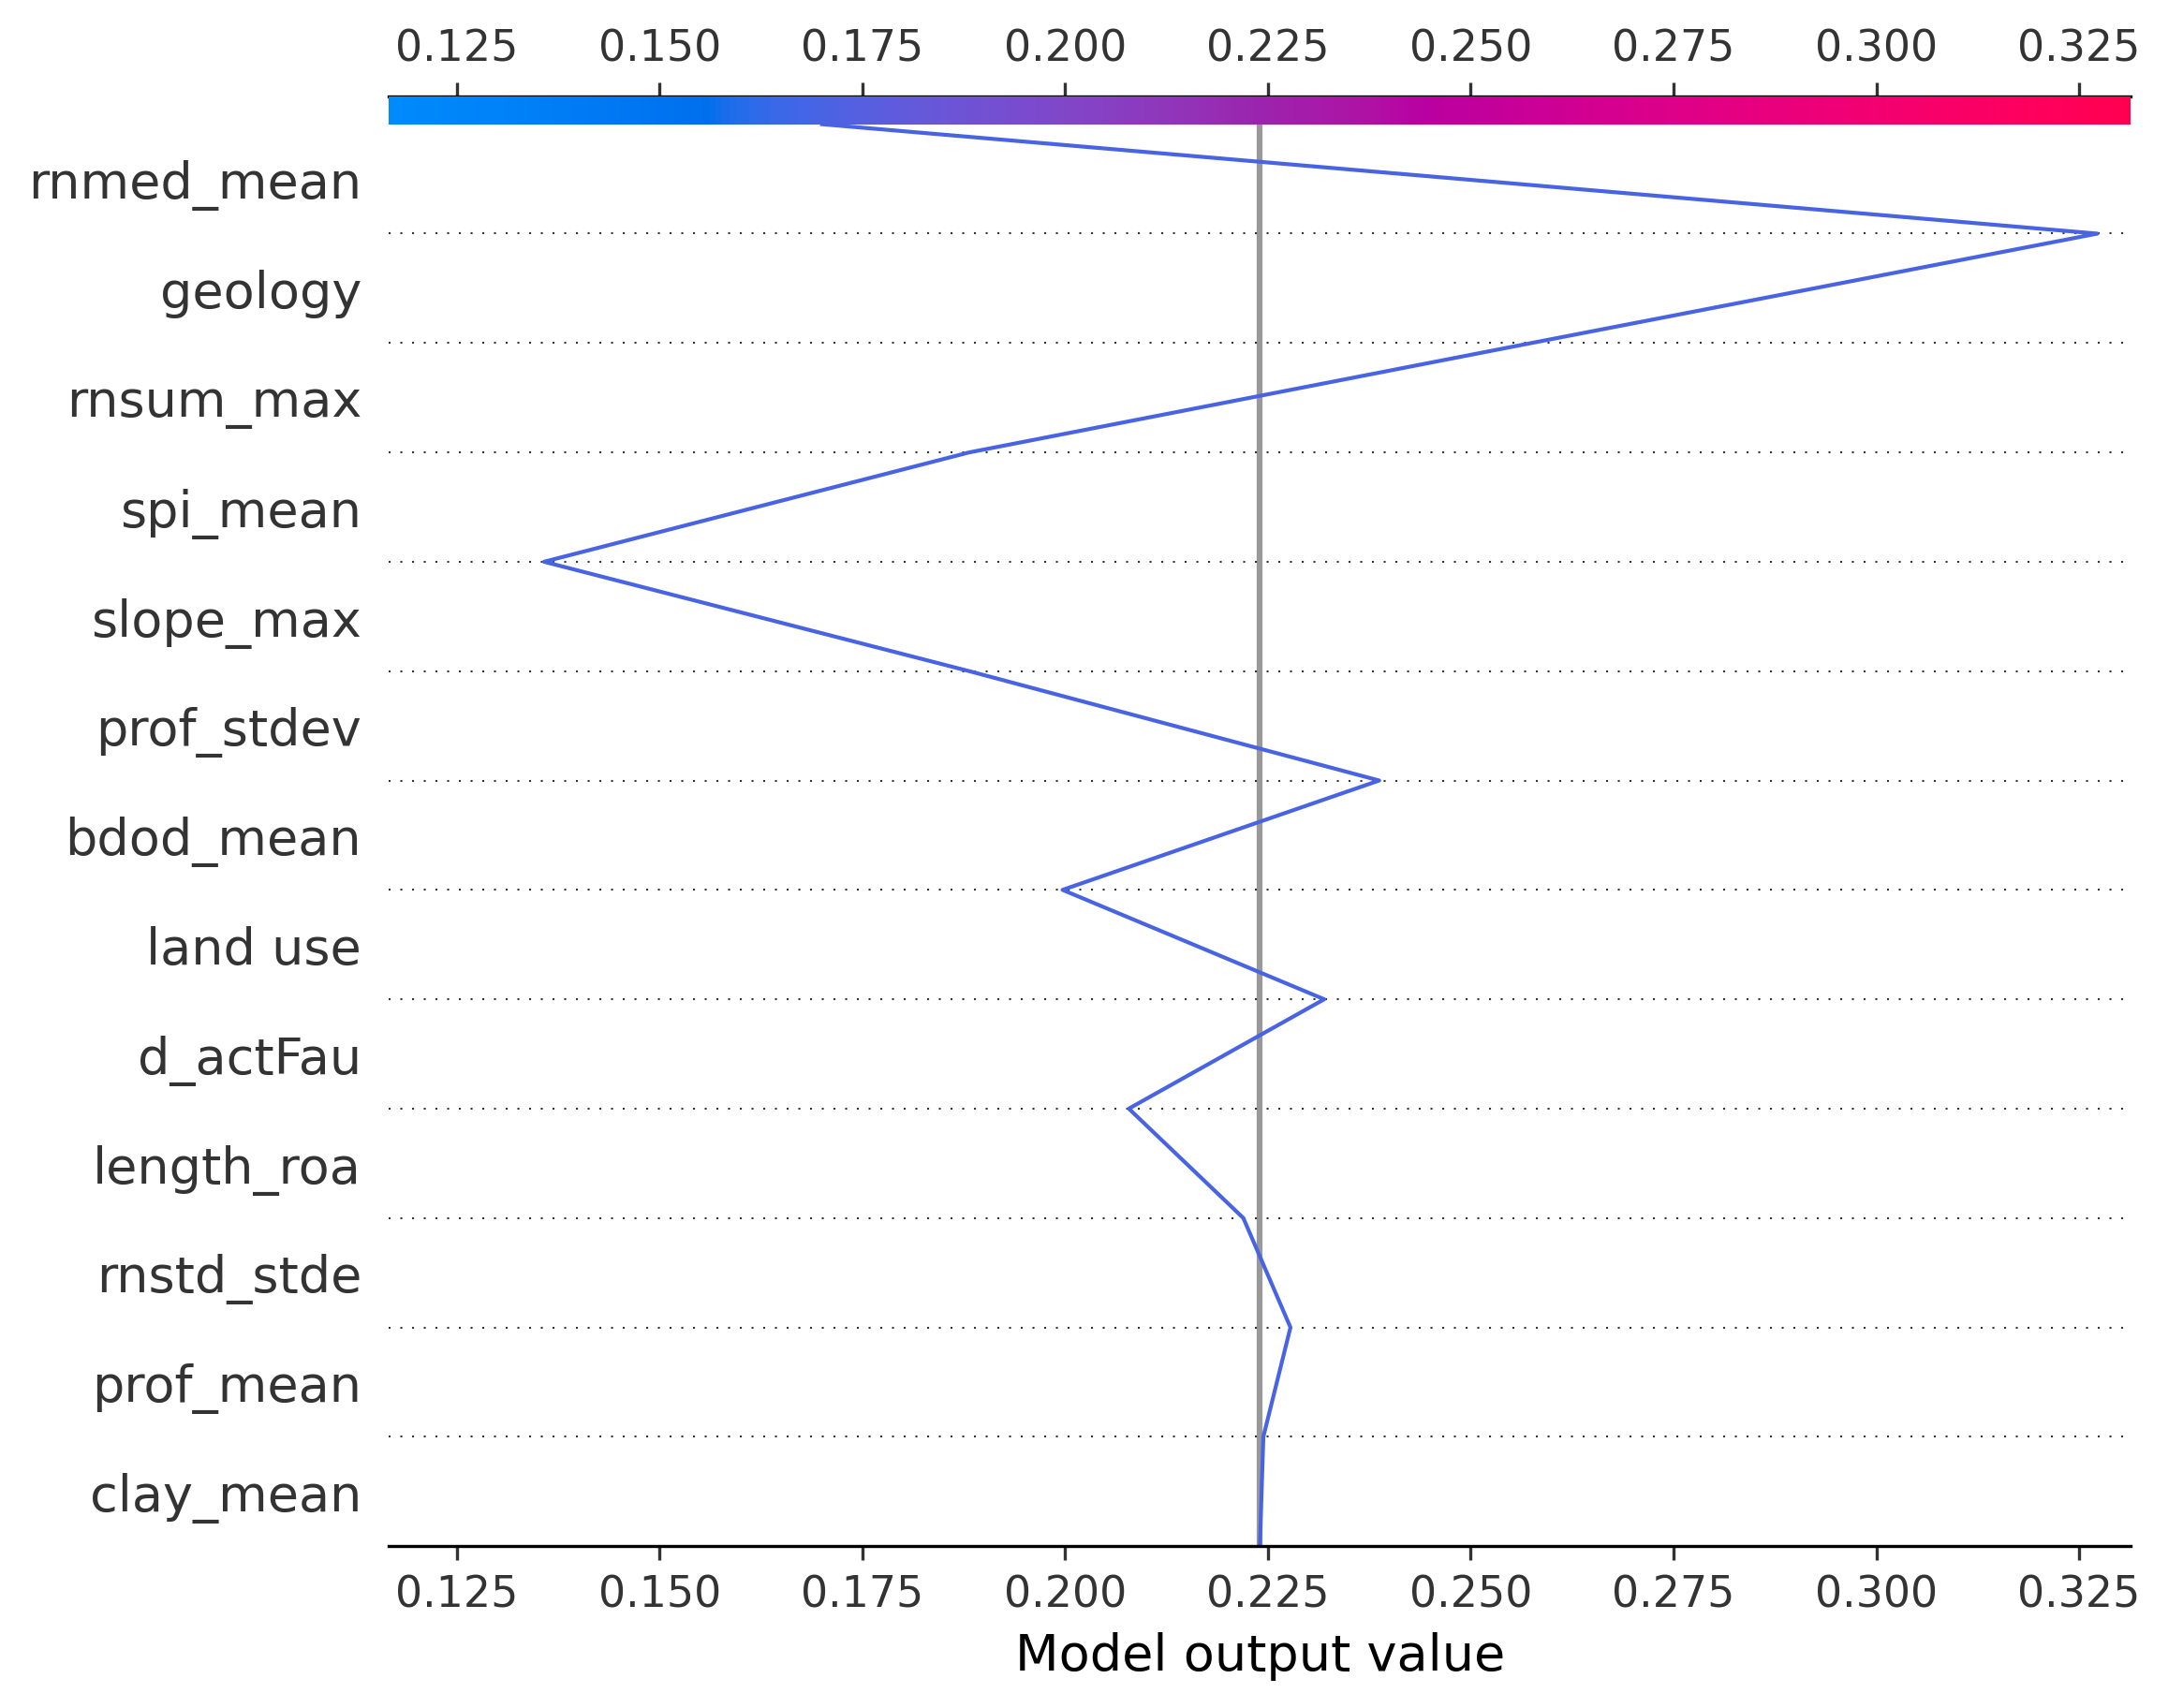 0.125 0.150 0.175 0.200 0.225 0.250 0.275 0.300 0.325
rnmed_mean
geology
rnsum_max
spi_mean
slope_max
prof_stdev
bdod_mean
land use
d_actFau
length_roa
rnstd_stde
prof_mean
clay_mean
0.125 0.150 0.175 0.200 0.225 0.250 0.275 0.300 0.325
Model output value